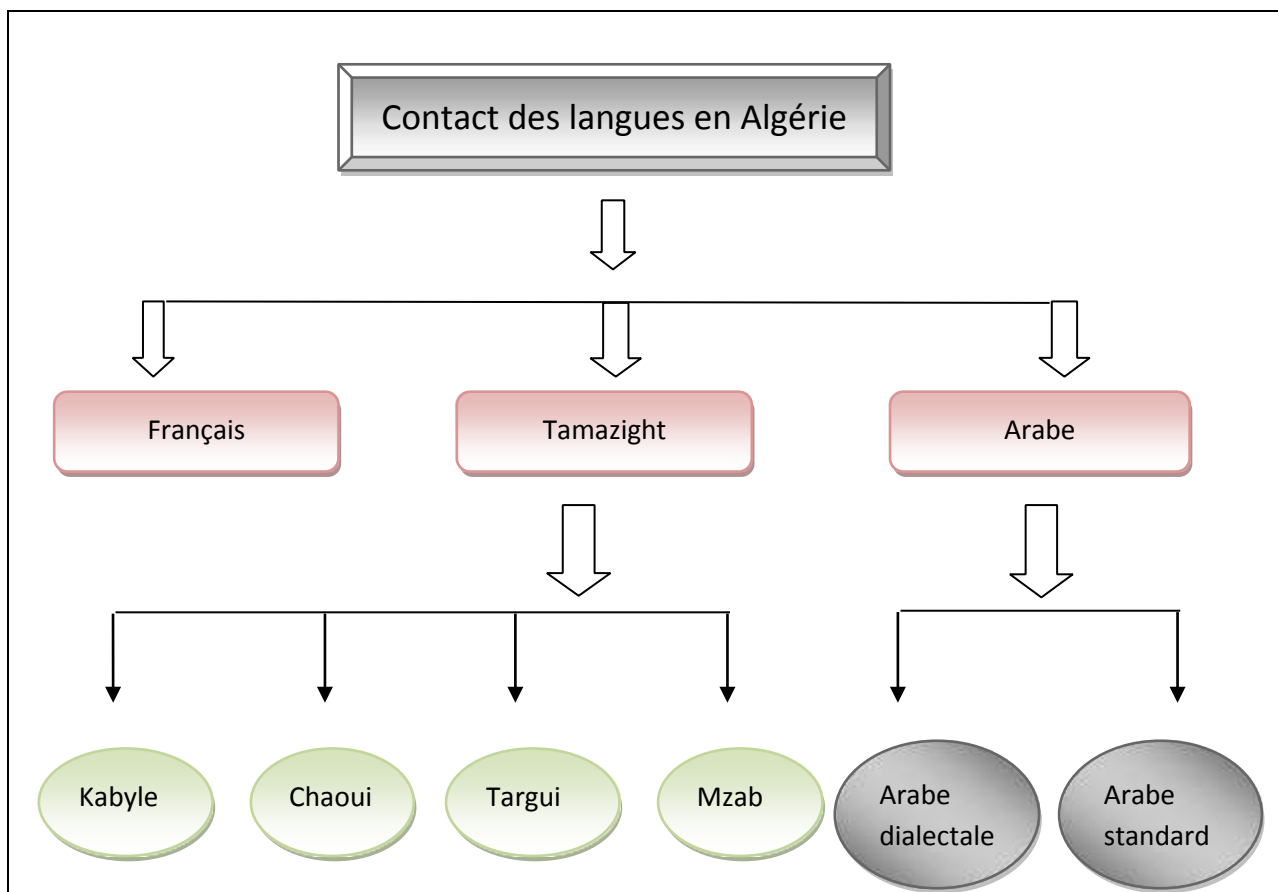 Contact des langues en Algérie
Français
Tamazight
Arabe
Kabyle
Chaoui
Targui
Mzab
Arabe
dialectale
Arabe
standard